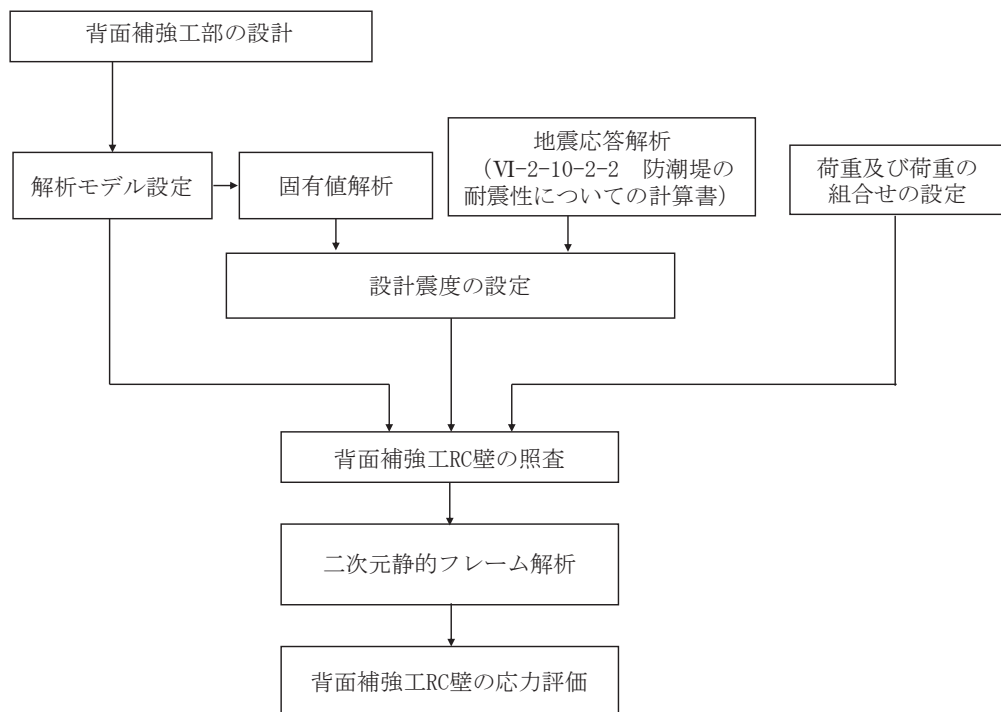 背面補強工部の設計
解析モデル設定
固有値解析
地震応答解析
(Ⅵ-2-10-2-2　防潮堤の
耐震性についての計算書)
荷重及び荷重の
組合せの設定
設計震度の設定
背面補強工RC壁の照査
二次元静的フレーム解析
背面補強工RC壁の応力評価